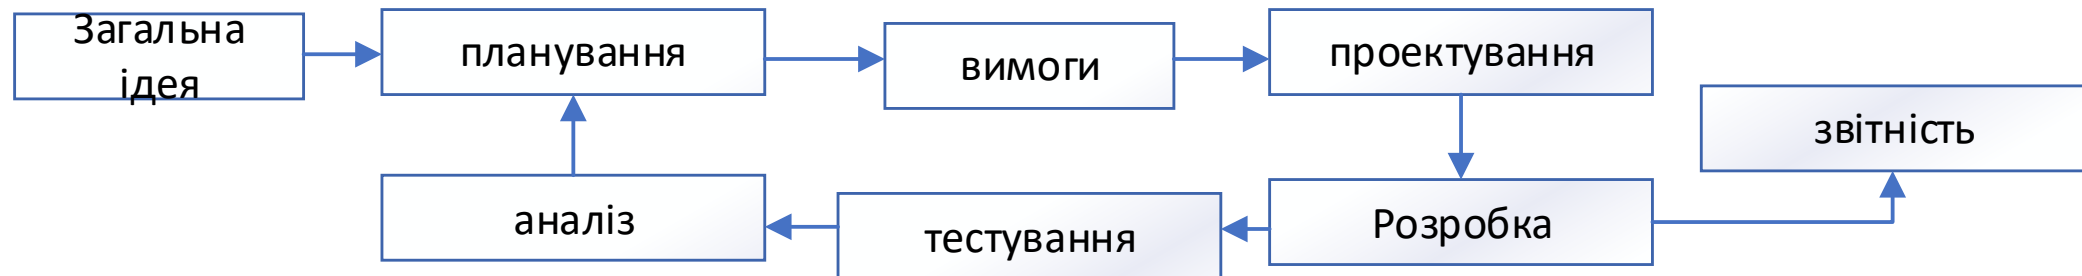 Загальна
ідея
планування
вимоги
проектування
звітність
аналіз
тестування
Розробка